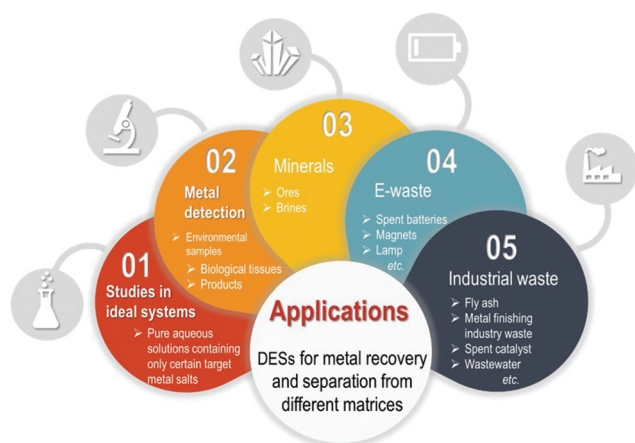 01
Studies in
ideal systems
➢ Pure aqueous
solutions containing
only certain target
metal salts
02
Metal
detection
➢ Environmental
samples
➢ Biological tissues
➢ Products
03
Minerals
➢ Ores
➢ Brines
04
E-waste
➢ Spent batteries
➢ Magnets
➢ Lamp
etc.
05
Industrial waste
➢ Fly ash
➢ Metal finishing
industry waste
➢ Spent catalyst
➢ Wastewater
etc.
Applications
DESs for metal recovery
and separation from
different matrices